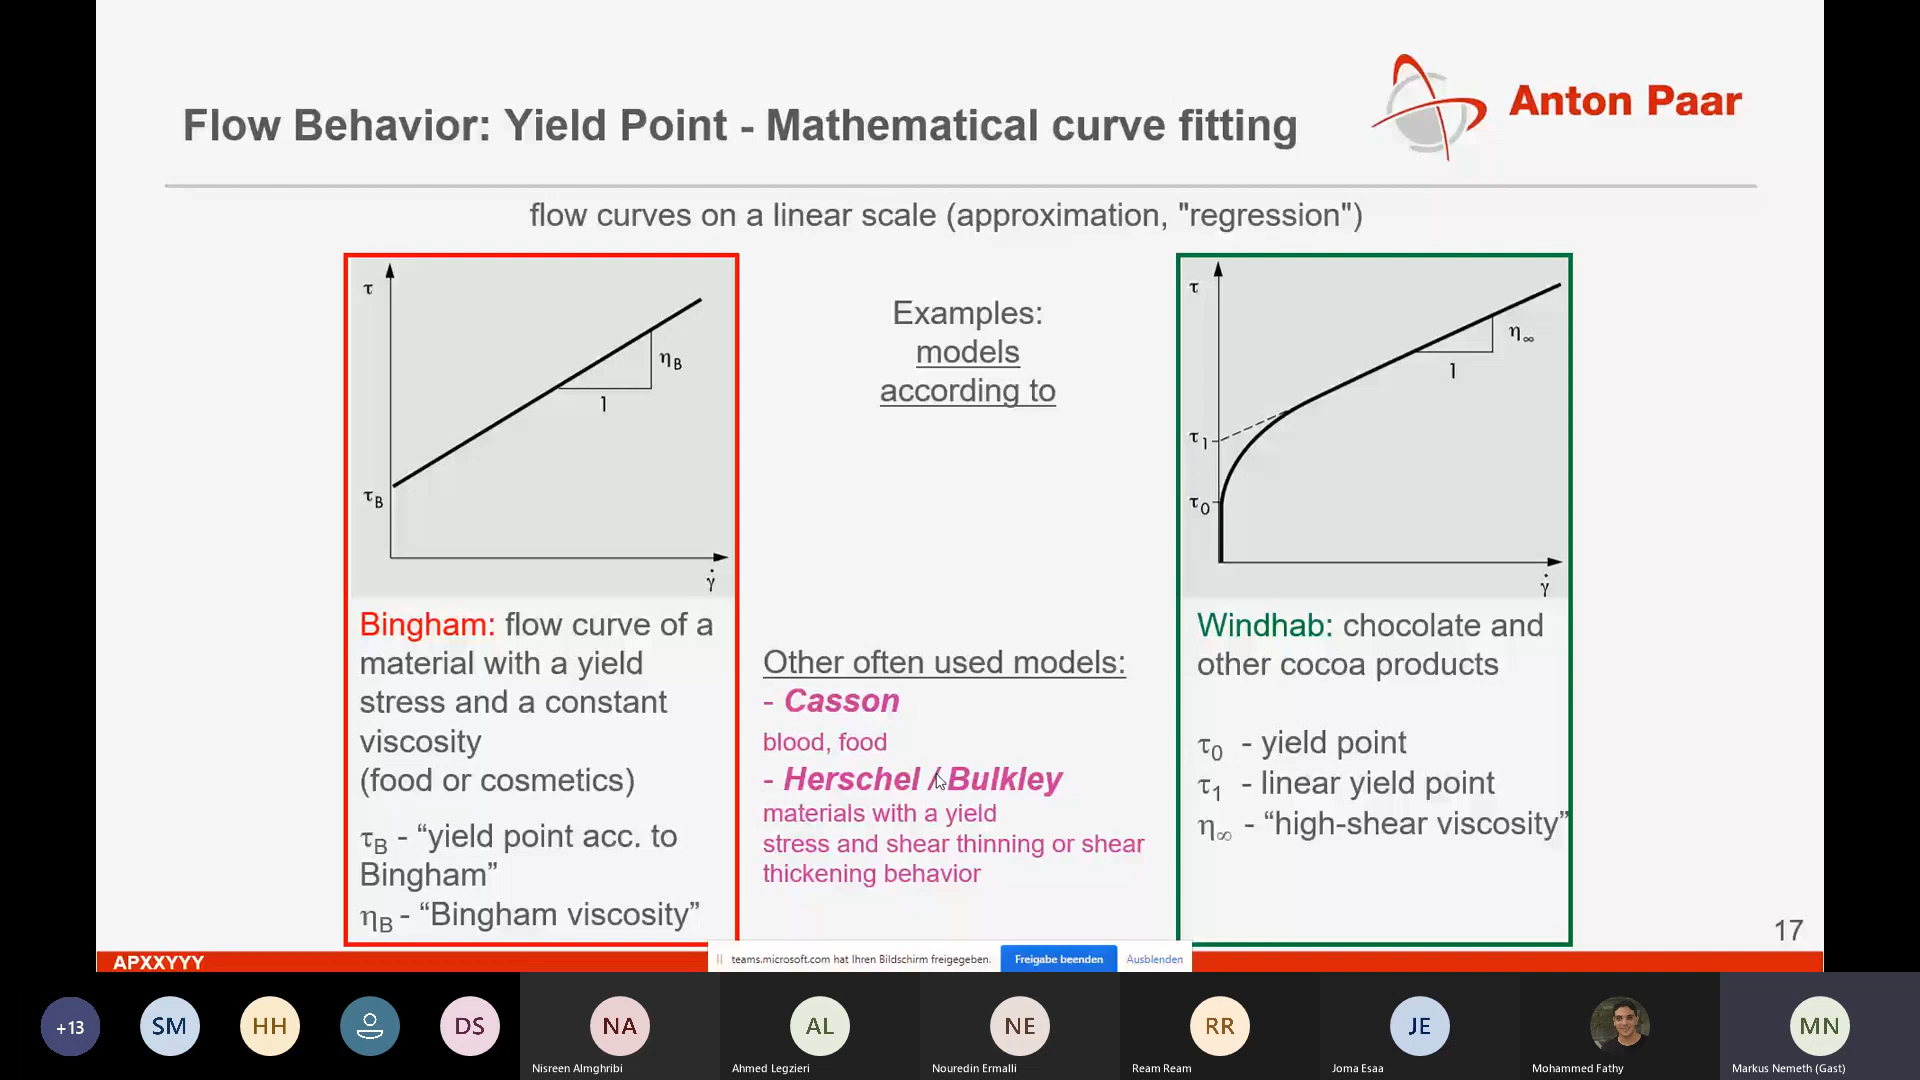 Anton Paar
Flow Behavior: Yield Point - Mathematical curve fitting
flow curves on a linear scale (approximation, "regression")
τ
ηB
1
τB
γ̇
Bingham: flow curve of a
material with a yield
stress and a constant
viscosity
(food or cosmetics)
τB - “yield point acc. to
Bingham”
ηB - “Bingham viscosity”
Examples:
models
according to
Other often used models:
- Casson
blood, food
- Herschel / Bulkley
materials with a yield
stress and shear thinning or shear
thickening behavior
τ
η∞
1
τ1
τ0
γ̇
Windhab: chocolate and
other cocoa products
τ0 - yield point
τ1 - linear yield point
η∞ - “high-shear viscosity”
17
APXXYYY
teams.microsoft.com hat Ihren Bildschirm freigegeben.
Freigabe beenden
Ausblenden
+13
SM
HH
DS
NA
Nisreen Almghribi
AL
Ahmed Legzieri
NE
Nouredin Ermalli
RR
Ream Ream
JE
Joma Esaa
Mohammed Fathy
MN
Markus Nemeth (Gast)